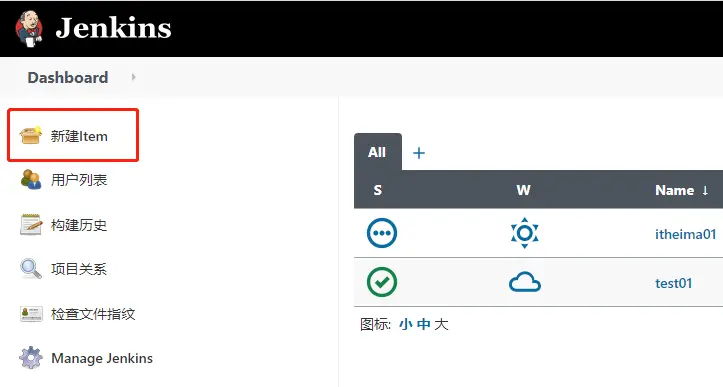 Jenkins
Dashboard
新建Item
用户列表
构建历史
项目关系
检查文件指纹
Manage Jenkins
All +
S W Name ↓
itheima01
test01
图标: 小 中 大